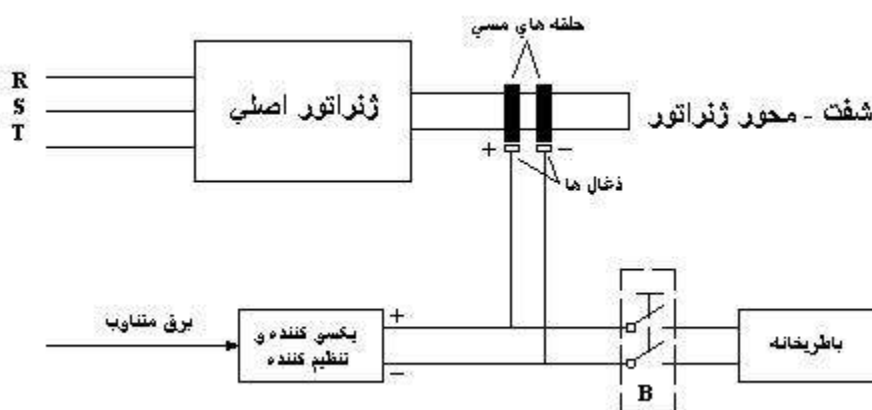 حلقه هاي مسي
R
S
T
ژنراتور اصلي
شفت - محور ژنراتور
+
−
ذغال ها
برق متناوب
يكسو كننده و
تنظيم كننده
+
−
باطريخانه
B